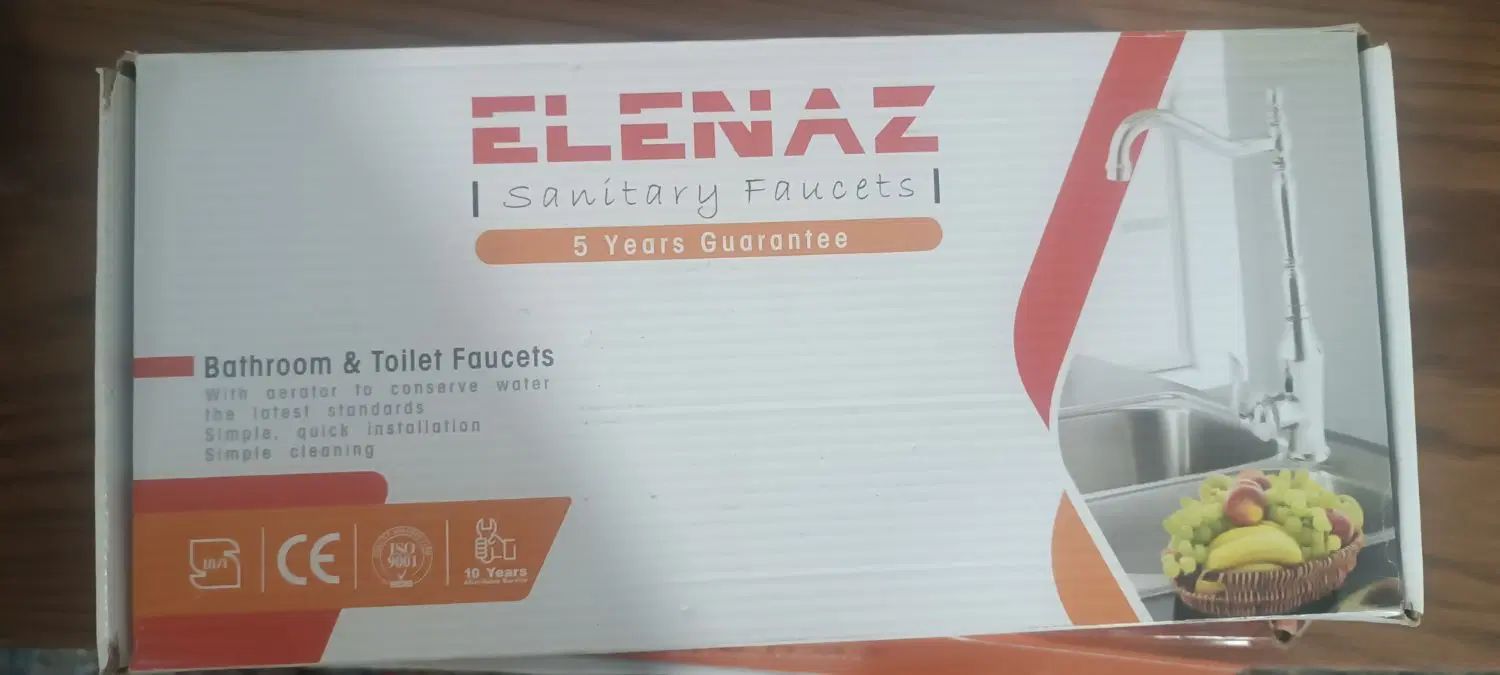 ELENAZ
Sanitary Faucets
5 Years Guarantee
Bathroom & Toilet Faucets
With aerator to conserve water
the latest standards
Simple, quick installation
Simple cleaning
CE
ISO
9001
10 Years